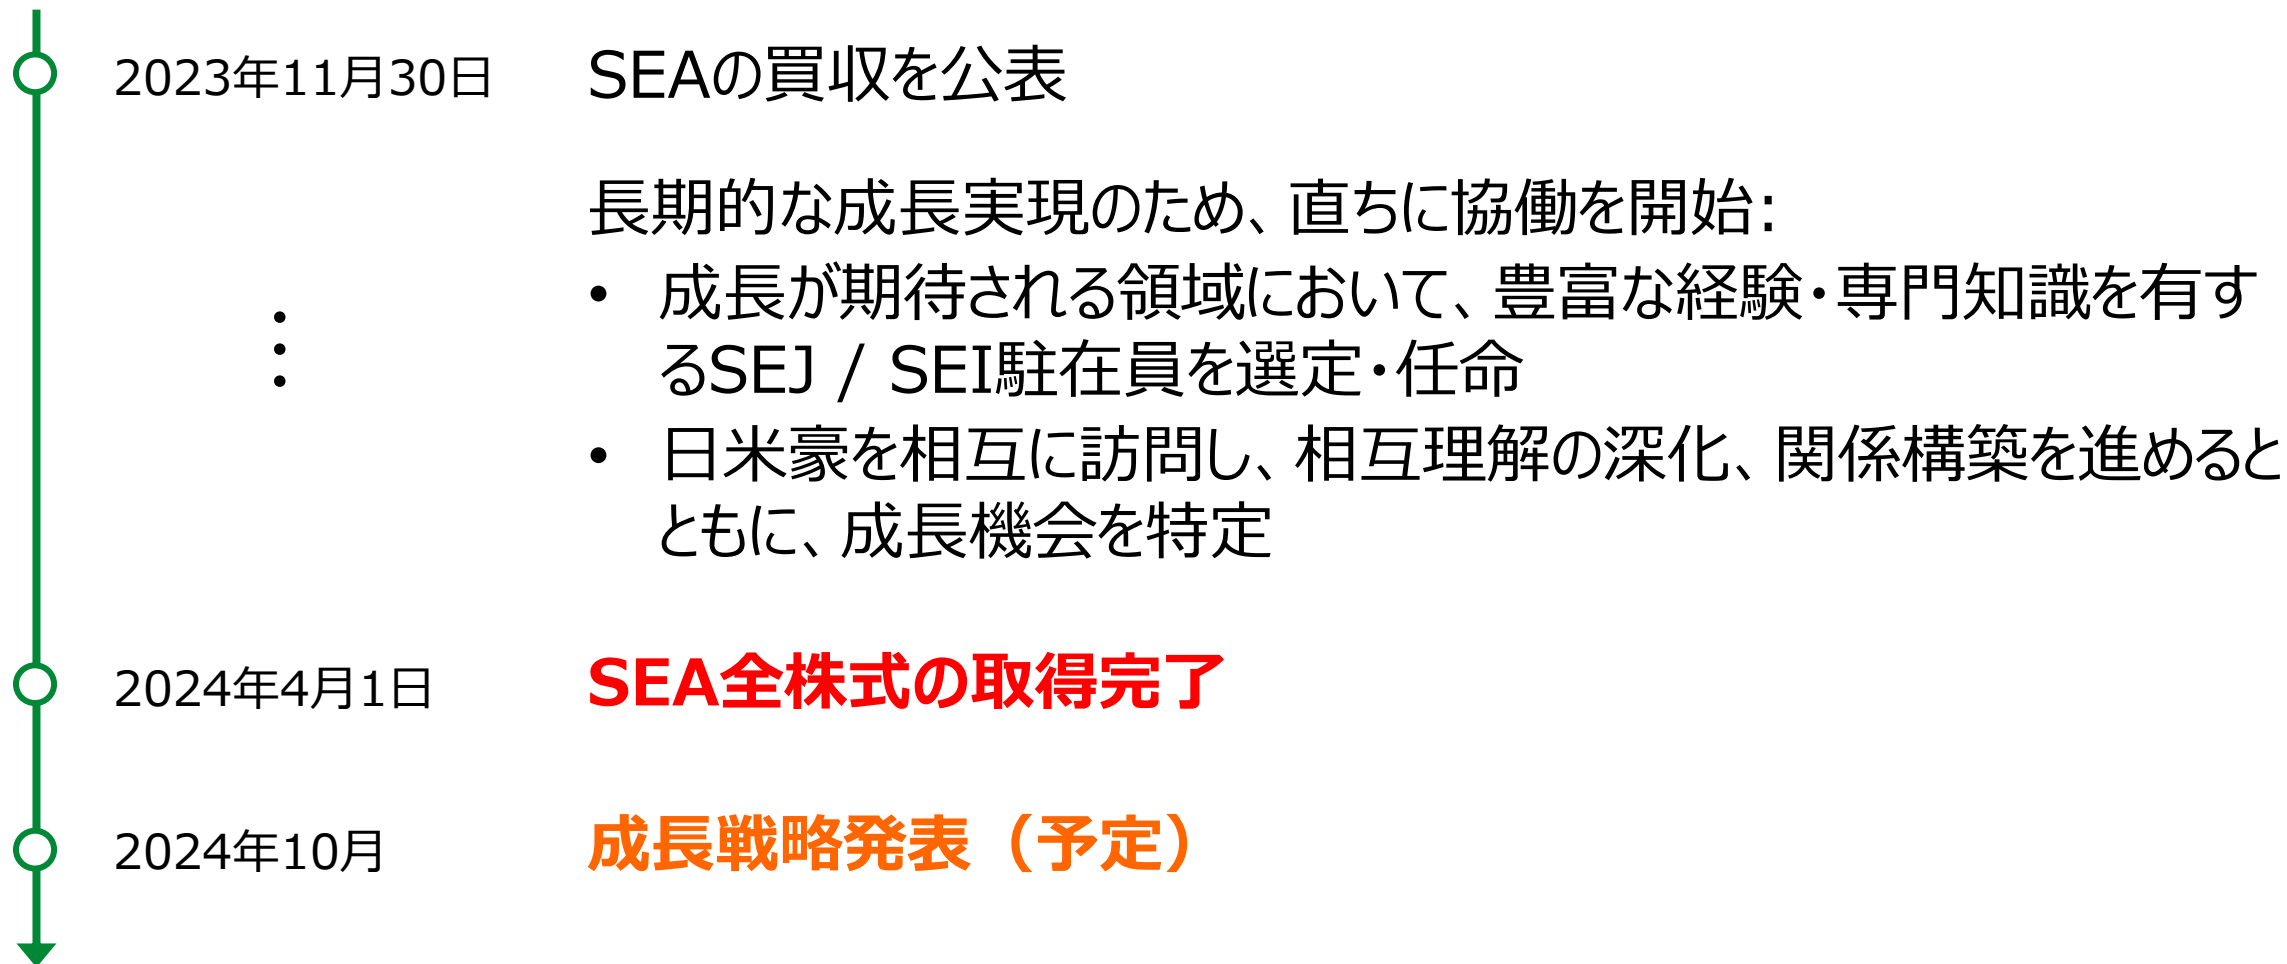 2023年11月30日 SEAの買収を公表
長期的な成長実現のため、直ちに協働を開始:
• 成長が期待される領域において、豊富な経験・専門知識を有す
るSEJ / SEI駐在員を選定・任命
• 日米豪を相互に訪問し、相互理解の深化、関係構築を進めると
ともに、成長機会を特定
2024年4月1日 SEA全株式の取得完了
2024年10月 成長戦略発表（予定）